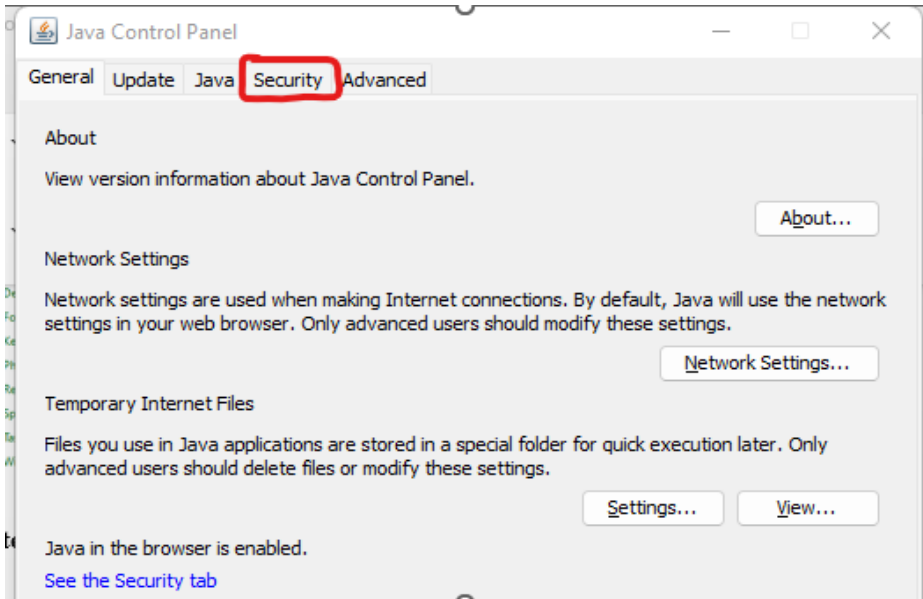 Java Control Panel
General Update Java Security Advanced
About
View version information about Java Control Panel.
About...
Network Settings
Network settings are used when making Internet connections. By default, Java will use the network
settings in your web browser. Only advanced users should modify these settings.
Network Settings...
Temporary Internet Files
Files you use in Java applications are stored in a special folder for quick execution later. Only
advanced users should delete files or modify these settings.
Settings... View...
Java in the browser is enabled.
See the Security tab